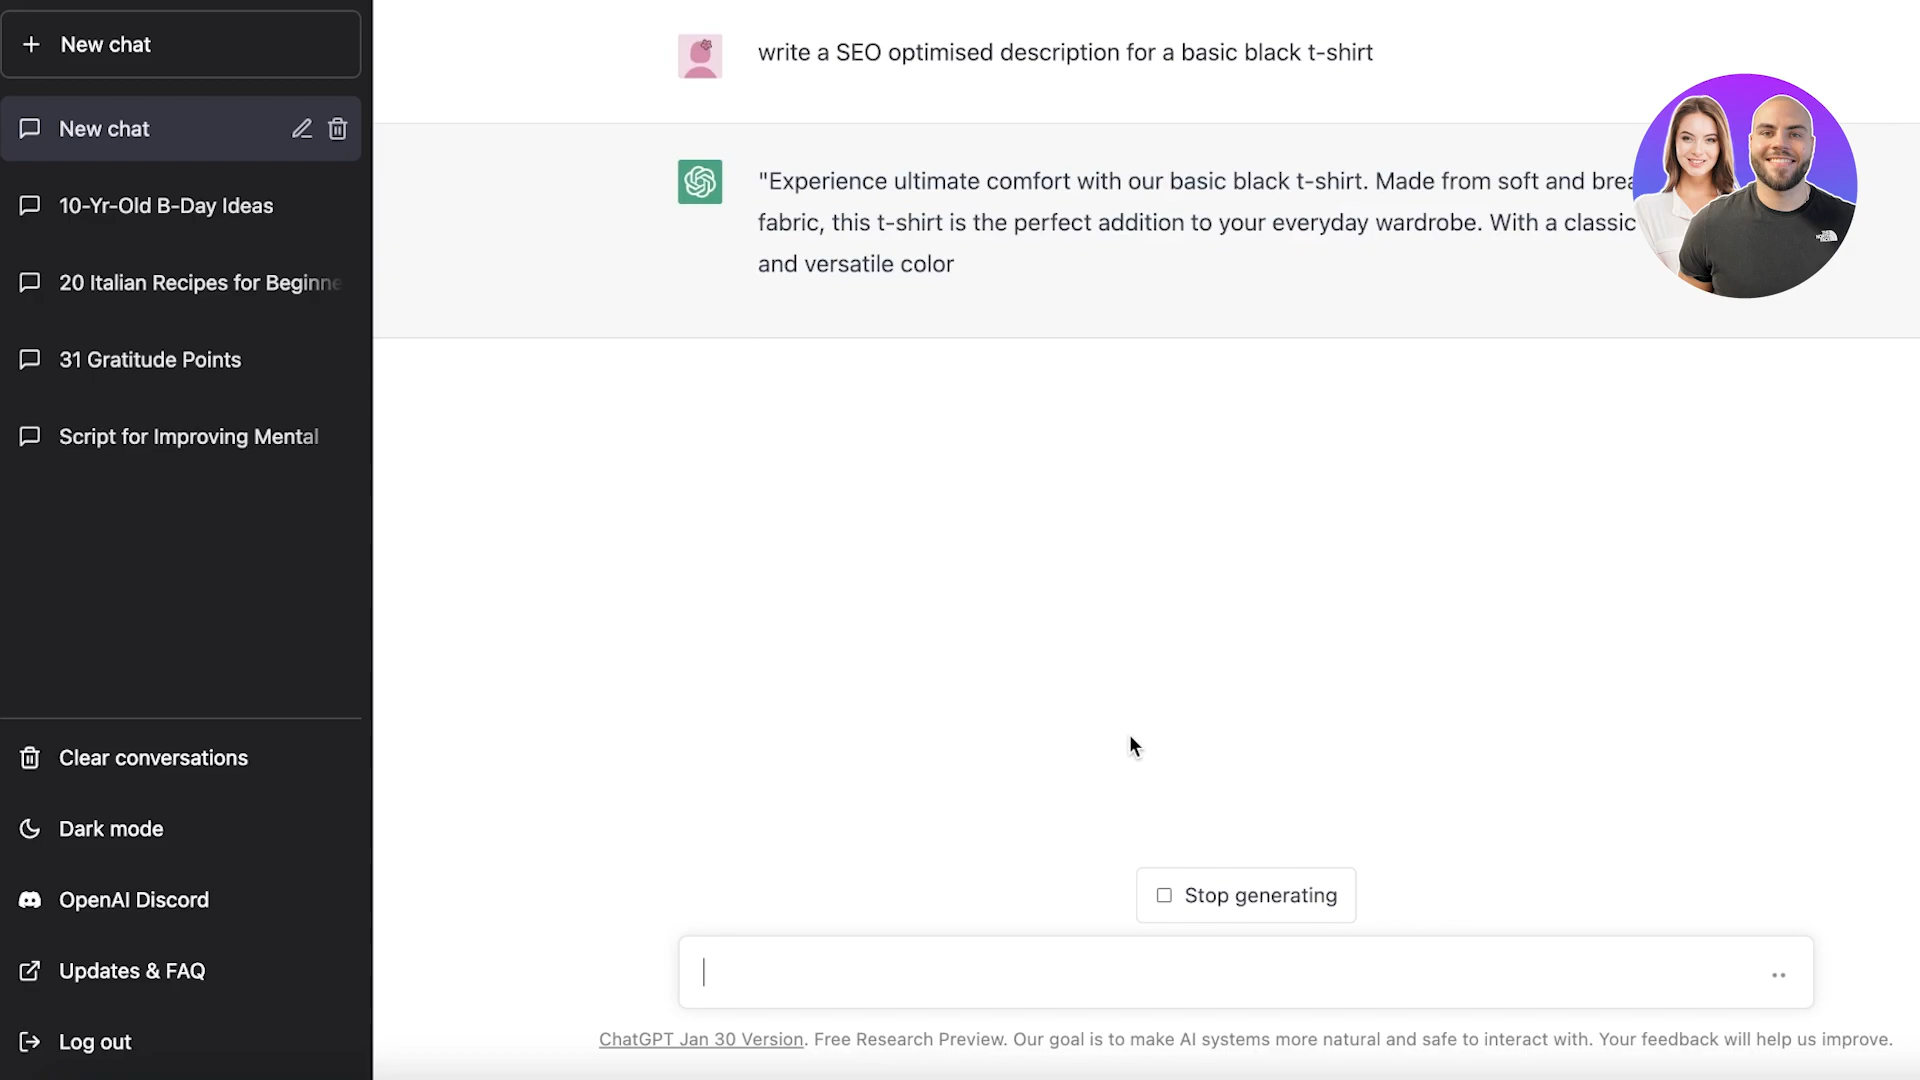 New chat
New chat
10-Yr-Old B-Day Ideas
20 Italian Recipes for Beginne
31 Gratitude Points
Script for Improving Mental
Clear conversations
Dark mode
OpenAI Discord
Updates & FAQ
Log out
write a SEO optimised description for a basic black t-shirt
"Experience ultimate comfort with our basic black t-shirt. Made from soft and brea
fabric, this t-shirt is the perfect addition to your everyday wardrobe. With a classic
and versatile color
Stop generating
ChatGPT Jan 30 Version. Free Research Preview. Our goal is to make AI systems more natural and safe to interact with. Your feedback will help us improve.